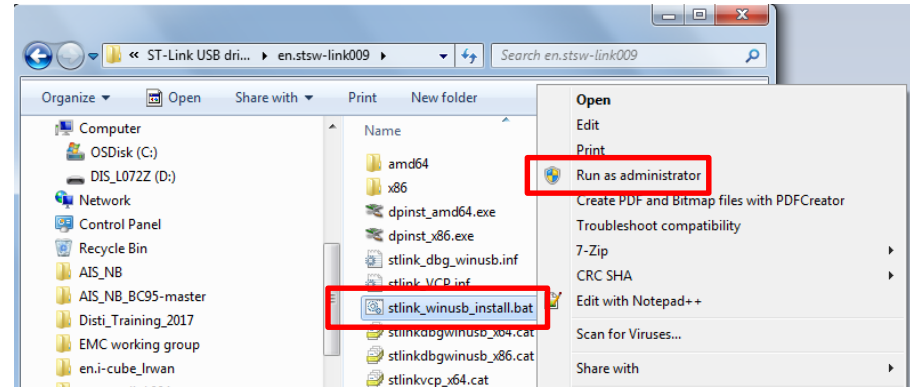 « ST-Link USB dri... ▸ en.stsw-link009 ▸
Search en.stsw-link009
Organize ▾ Open Share with ▾ Print New folder
Computer
OSDisk (C:)
DIS_L072Z (D:)
Network
Control Panel
Recycle Bin
AIS_NB
AIS_NB_BC95-master
Disti_Training_2017
EMC working group
en.i-cube_lrwan
Name
amd64
x86
dpinst_amd64.exe
dpinst_x86.exe
stlink_dbg_winusb.inf
stlink_VCP.inf
stlink_winusb_install.bat
stlinkdbgwinusb_x64.cat
stlinkdbgwinusb_x86.cat
stlinkvcp_x64.cat
Open
Edit
Print
Run as administrator
Create PDF and Bitmap files with PDFCreator
Troubleshoot compatibility
7-Zip
CRC SHA
Edit with Notepad++
Scan for Viruses...
Share with